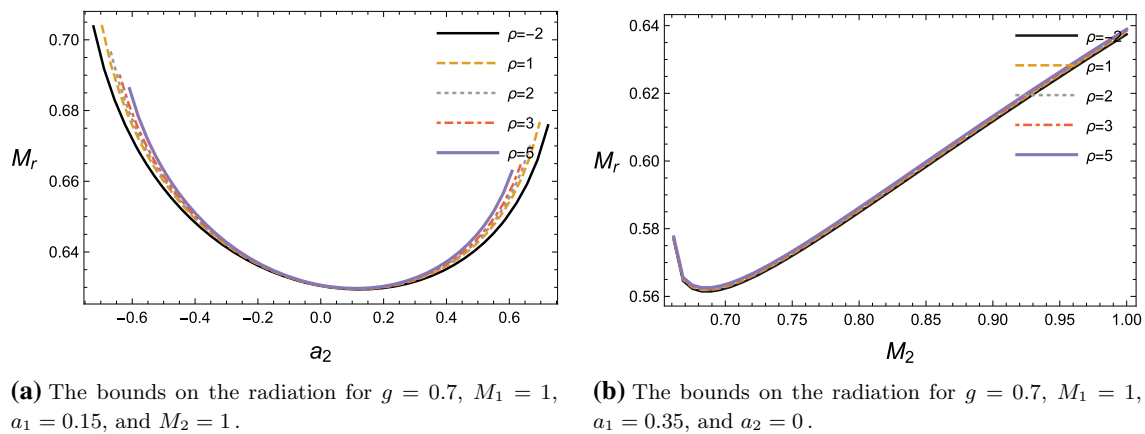 0.70
0.68
0.66
0.64
M_r
−0.6 −0.4 −0.2 0.0 0.2 0.4 0.6
a_2
ρ=-2
ρ=1
ρ=2
ρ=3
ρ=5
(a) The bounds on the radiation for g = 0.7, M_1 = 1,
a_1 = 0.15, and M_2 = 1.
0.64
0.62
0.60
0.58
0.56
M_r
0.70 0.75 0.80 0.85 0.90 0.95 1.00
M_2
ρ=-2
ρ=1
ρ=2
ρ=3
ρ=5
(b) The bounds on the radiation for g = 0.7, M_1 = 1,
a_1 = 0.35, and a_2 = 0.